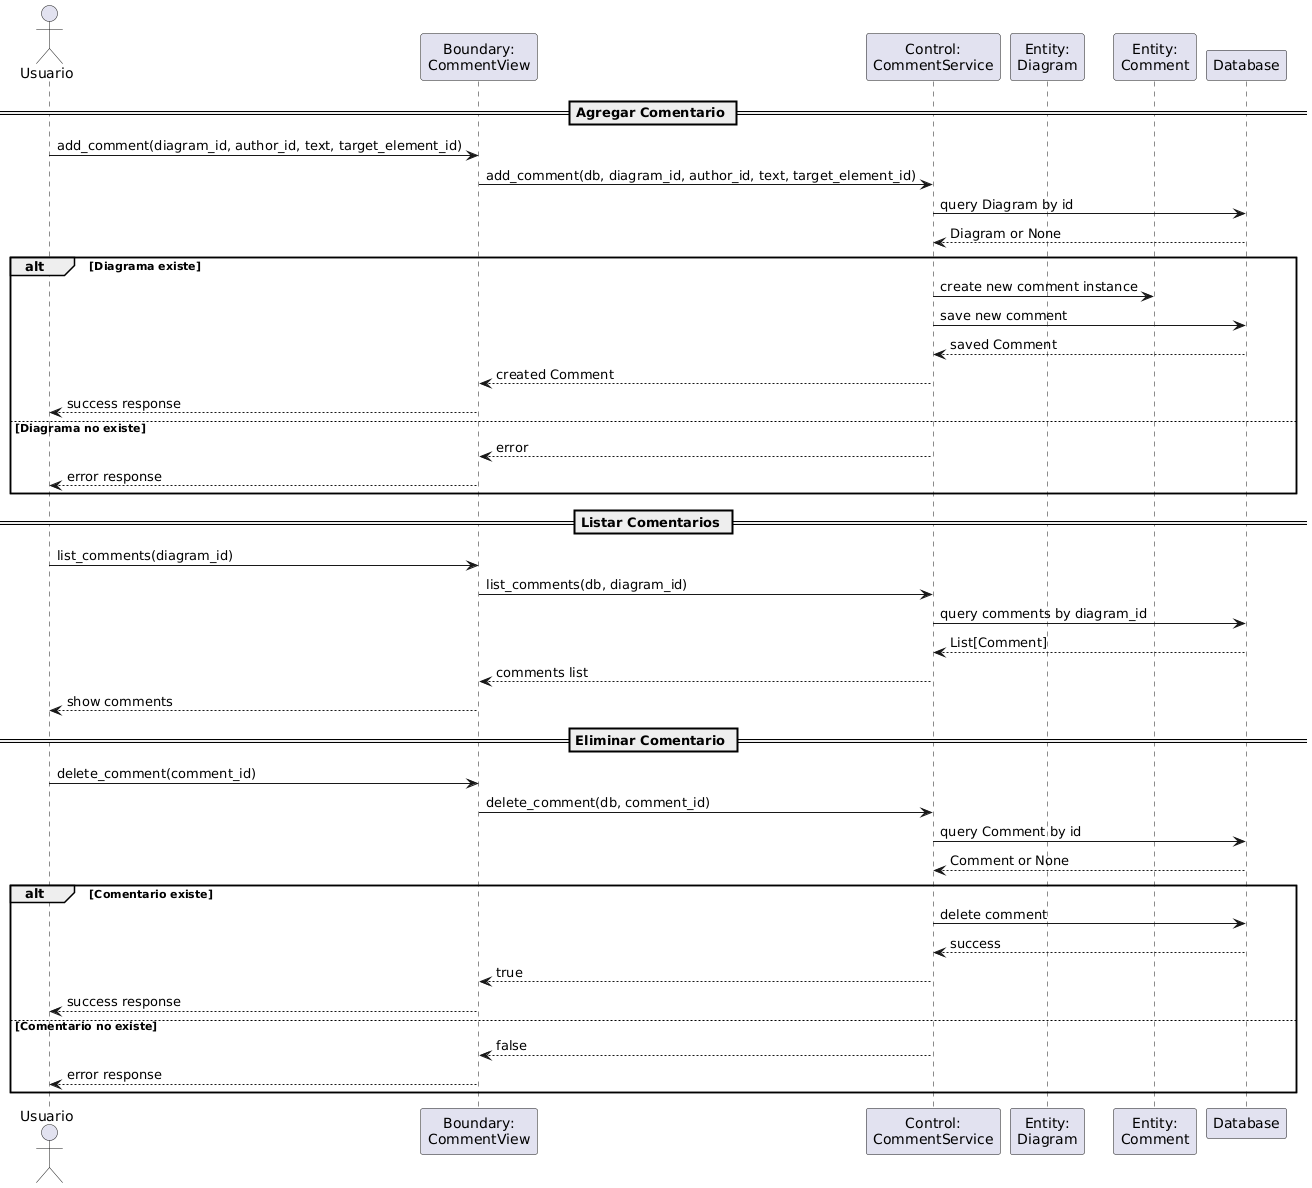 Usuario
Boundary:
CommentView
Control:
CommentService
Entity:
Diagram
Entity:
Comment
Database
Agregar Comentario
add_comment(diagram_id, author_id, text, target_element_id)
add_comment(db, diagram_id, author_id, text, target_element_id)
query Diagram by id
Diagram or None
alt [Diagrama existe]
create new comment instance
save new comment
saved Comment
created Comment
success response
[Diagrama no existe]
error
error response
Listar Comentarios
list_comments(diagram_id)
list_comments(db, diagram_id)
query comments by diagram_id
List[Comment]
comments list
show comments
Eliminar Comentario
delete_comment(comment_id)
delete_comment(db, comment_id)
query Comment by id
Comment or None
alt [Comentario existe]
delete comment
success
true
success response
[Comentario no existe]
false
error response
Usuario
Boundary:
CommentView
Control:
CommentService
Entity:
Diagram
Entity:
Comment
Database